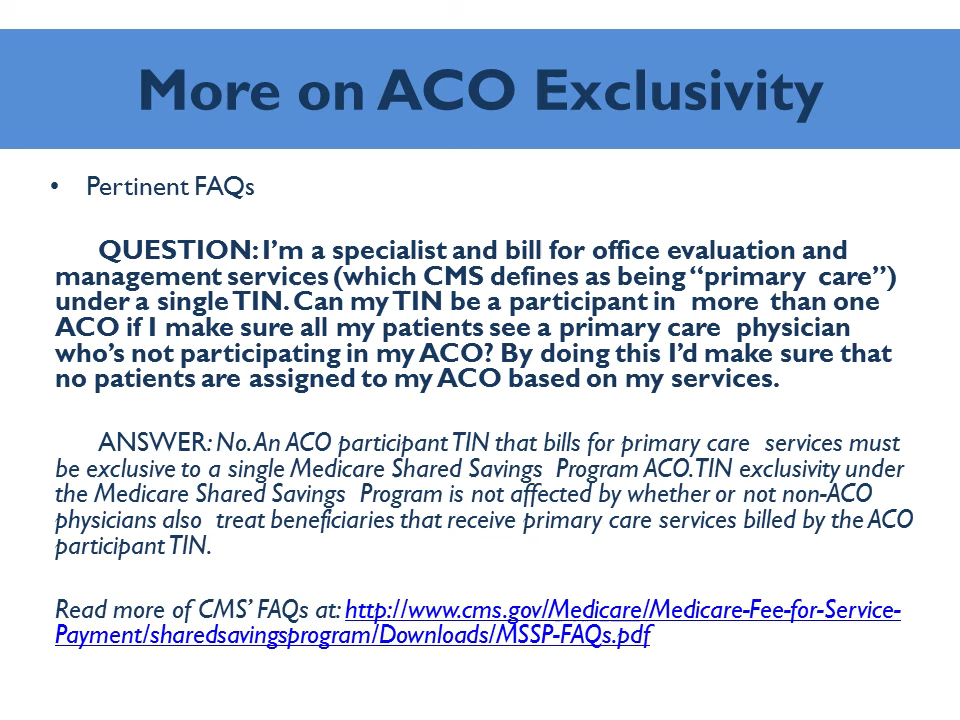 More on ACO Exclusivity
• Pertinent FAQs
QUESTION: I'm a specialist and bill for office evaluation and
management services (which CMS defines as being “primary care”)
under a single TIN. Can my TIN be a participant in more than one
ACO if I make sure all my patients see a primary care physician
who's not participating in my ACO? By doing this I'd make sure that
no patients are assigned to my ACO based on my services.
ANSWER: No. An ACO participant TIN that bills for primary care services must
be exclusive to a single Medicare Shared Savings Program ACO. TIN exclusivity under
the Medicare Shared Savings Program is not affected by whether or not non-ACO
physicians also treat beneficiaries that receive primary care services billed by the ACO
participant TIN.
Read more of CMS' FAQs at: http://www.cms.gov/Medicare/Medicare-Fee-for-Service-
Payment/sharedsavingsprogram/Downloads/MSSP-FAQs.pdf